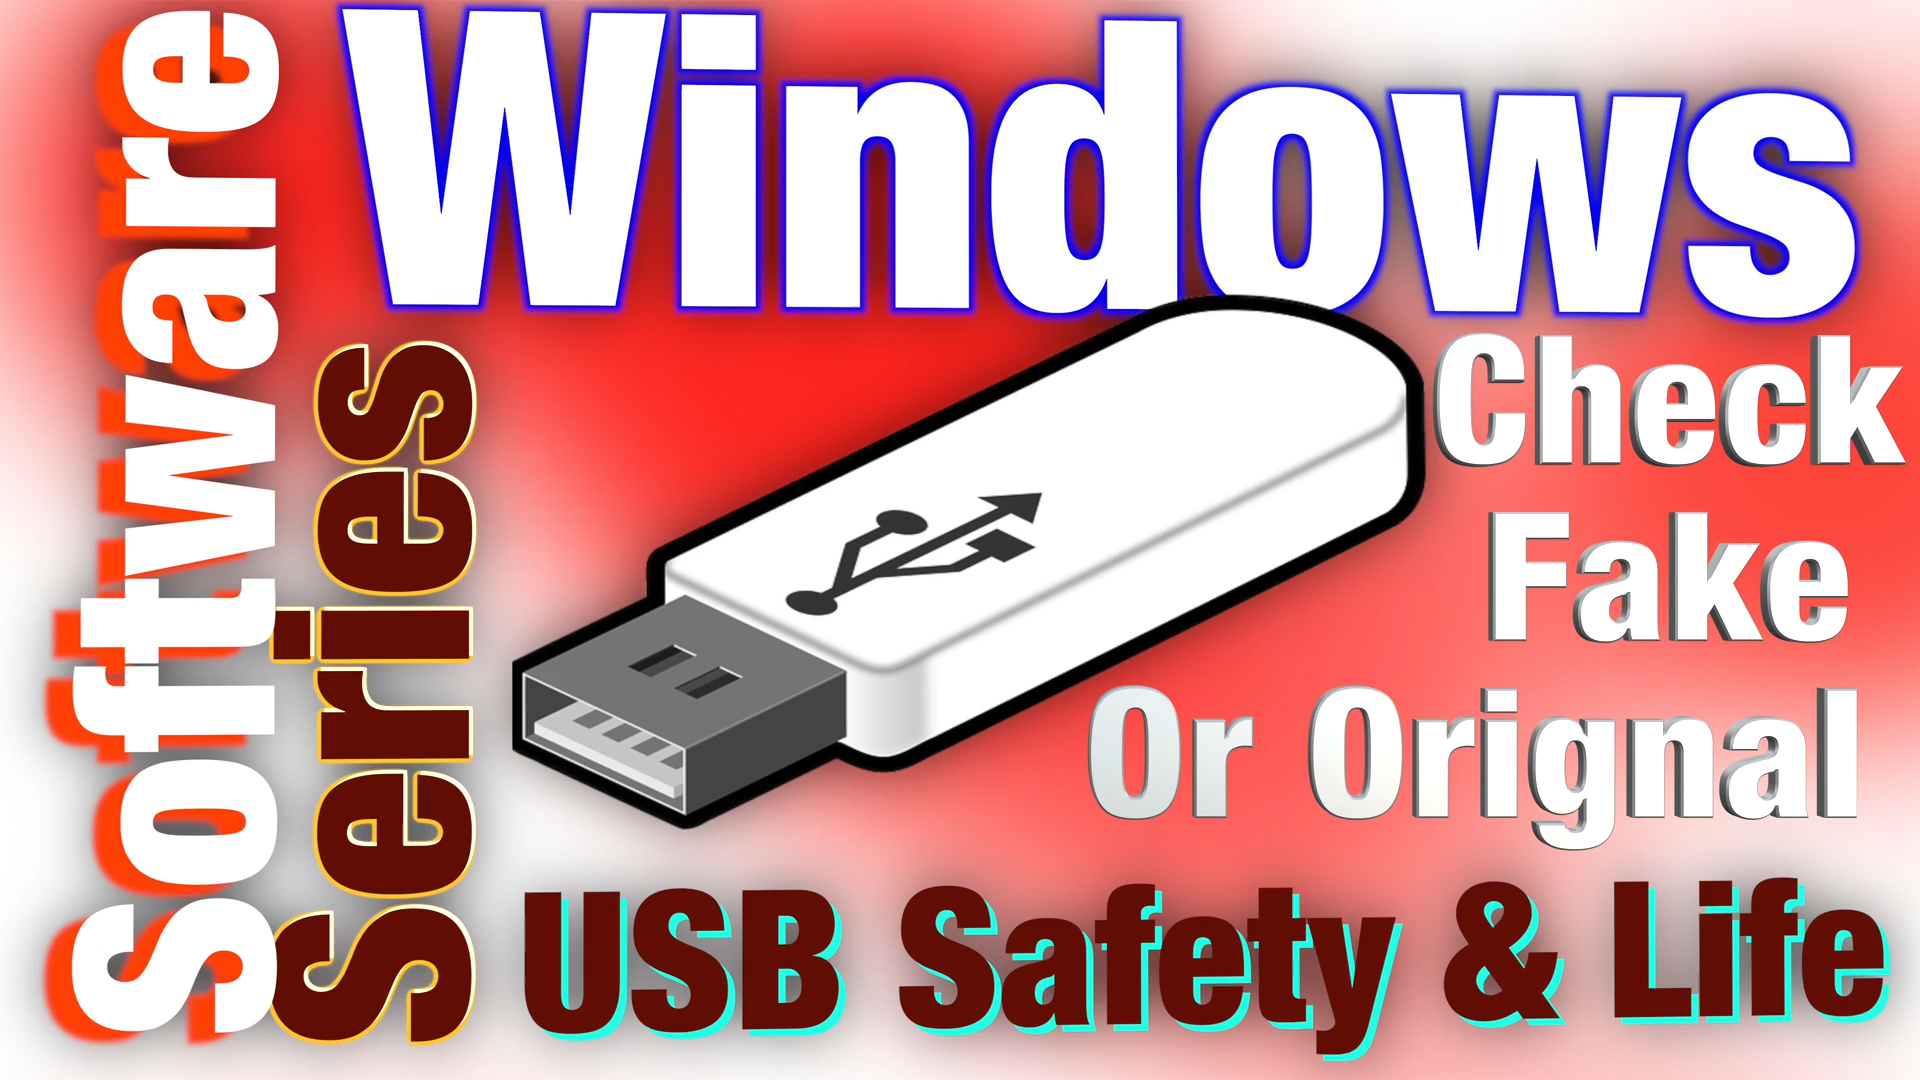 Software
Series
Windows
Check
Fake
Or Orignal
USB Safety & Life